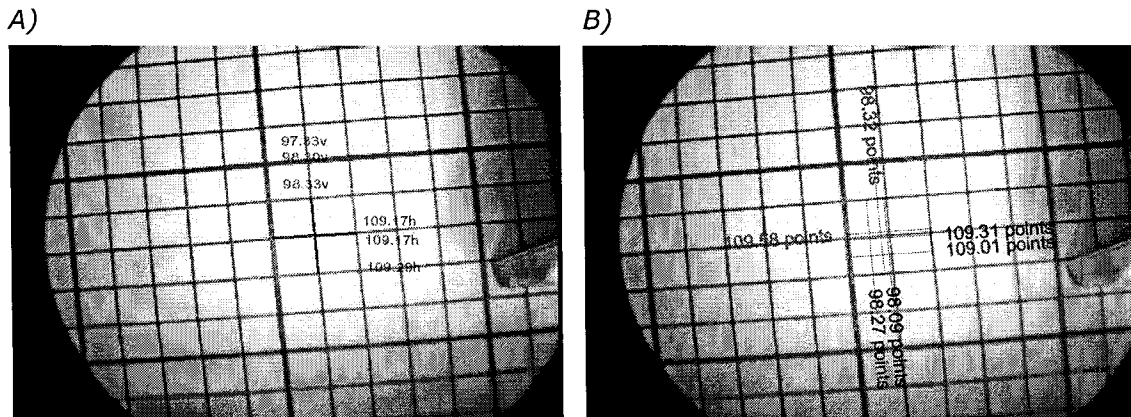 A)
B)
97.83v
98.33v
109.17h
109.17h
109.29h
98.32 points
109.58 points
109.31 points
109.01 points
98.09 points
98.27 points